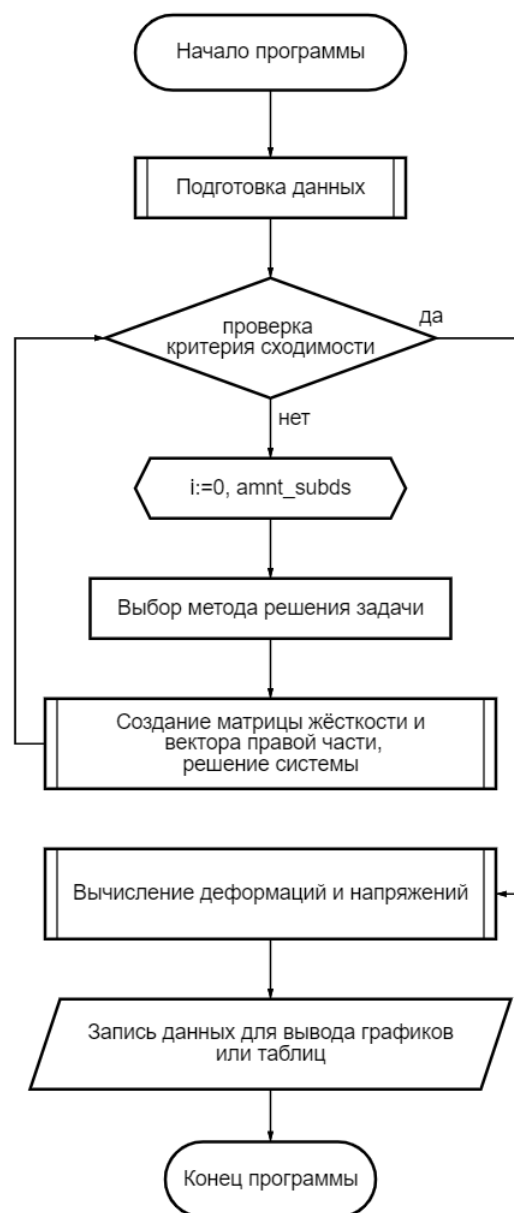 Начало программы
Подготовка данных
проверка
критерия сходимости
да
нет
i:=0, amnt_subds
Выбор метода решения задачи
Создание матрицы жёсткости и
вектора правой части,
решение системы
Вычисление деформаций и напряжений
Запись данных для вывода графиков
или таблиц
Конец программы